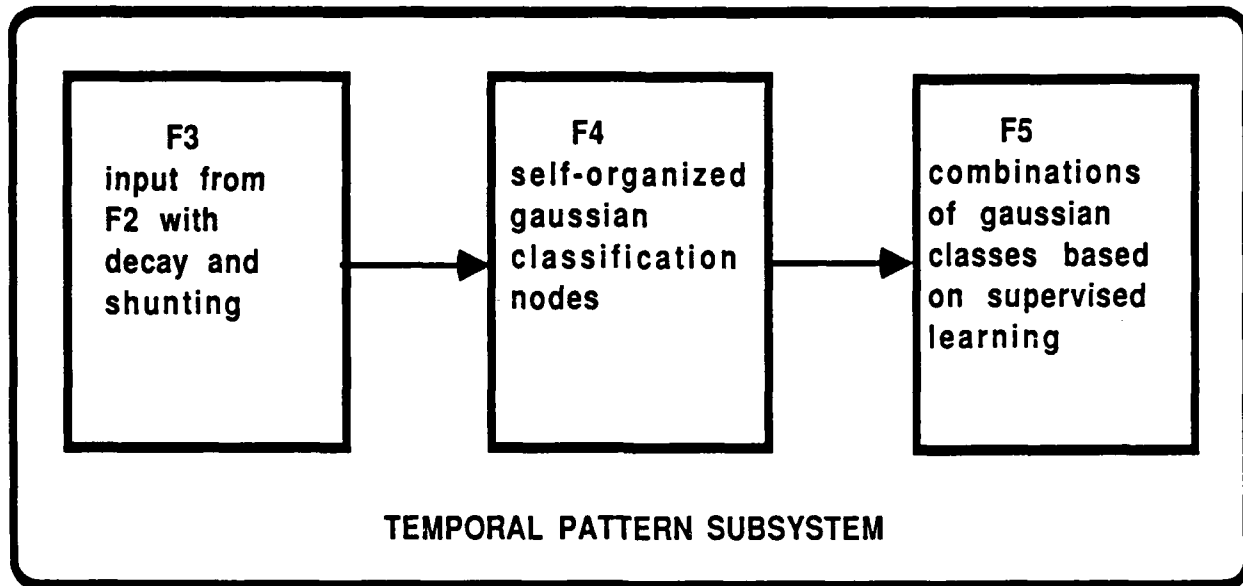 F3
input from
F2 with
decay and
shunting
F4
self-organized
gaussian
classification
nodes
F5
combinations
of gaussian
classes based
on supervised
learning
TEMPORAL PATTERN SUBSYSTEM